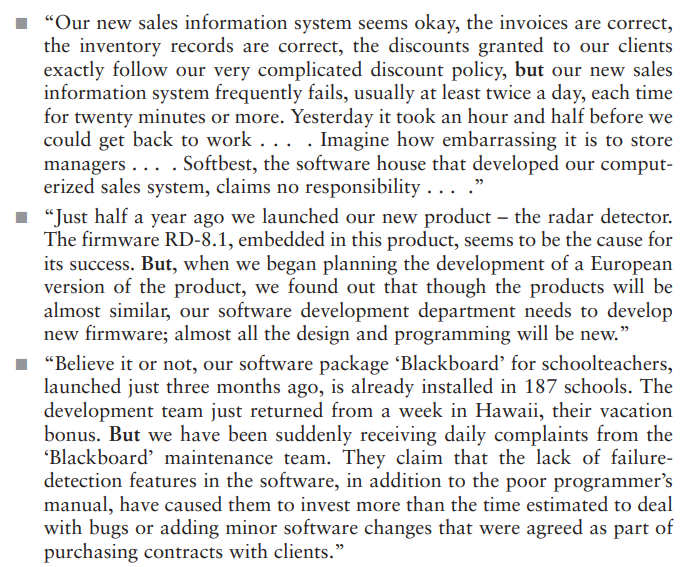 ■ “Our new sales information system seems okay, the invoices are correct,
the inventory records are correct, the discounts granted to our clients
exactly follow our very complicated discount policy, but our new sales
information system frequently fails, usually at least twice a day, each time
for twenty minutes or more. Yesterday it took an hour and half before we
could get back to work . . . . Imagine how embarrassing it is to store
managers . . . . Softbest, the software house that developed our comput-
erized sales system, claims no responsibility . . . .”
■ “Just half a year ago we launched our new product – the radar detector.
The firmware RD-8.1, embedded in this product, seems to be the cause for
its success. But, when we began planning the development of a European
version of the product, we found out that though the products will be
almost similar, our software development department needs to develop
new firmware; almost all the design and programming will be new.”
■ “Believe it or not, our software package ‘Blackboard’ for schoolteachers,
launched just three months ago, is already installed in 187 schools. The
development team just returned from a week in Hawaii, their vacation
bonus. But we have been suddenly receiving daily complaints from the
‘Blackboard’ maintenance team. They claim that the lack of failure-
detection features in the software, in addition to the poor programmer’s
manual, have caused them to invest more than the time estimated to deal
with bugs or adding minor software changes that were agreed as part of
purchasing contracts with clients.”